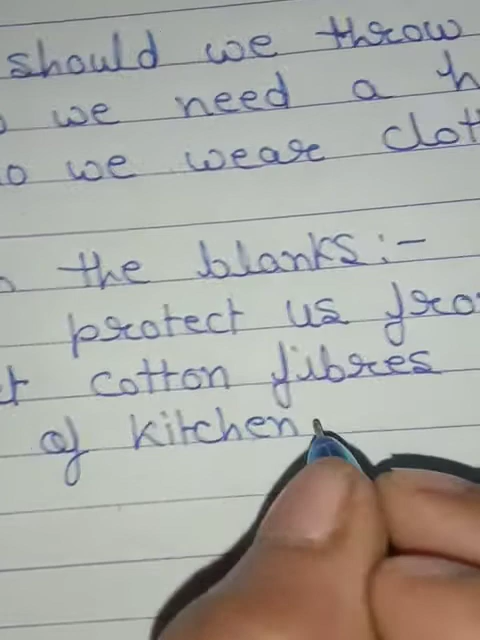 should we throw
we need a h
we wear clot
the blanks:-
protect us fro
cotton fibres
of kitchen